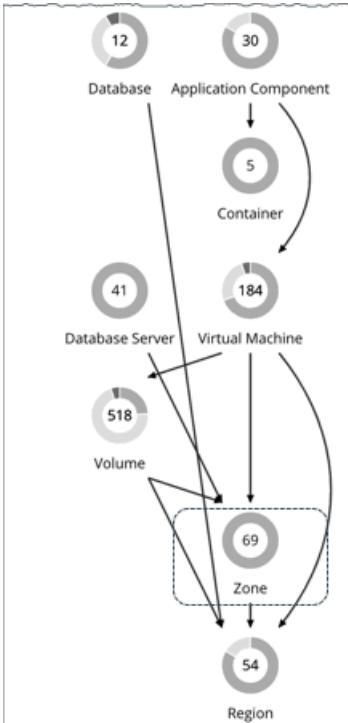 12
30
Database
Application Component
5
Container
41
184
Database Server
Virtual Machine
518
Volume
69
Zone
54
Region